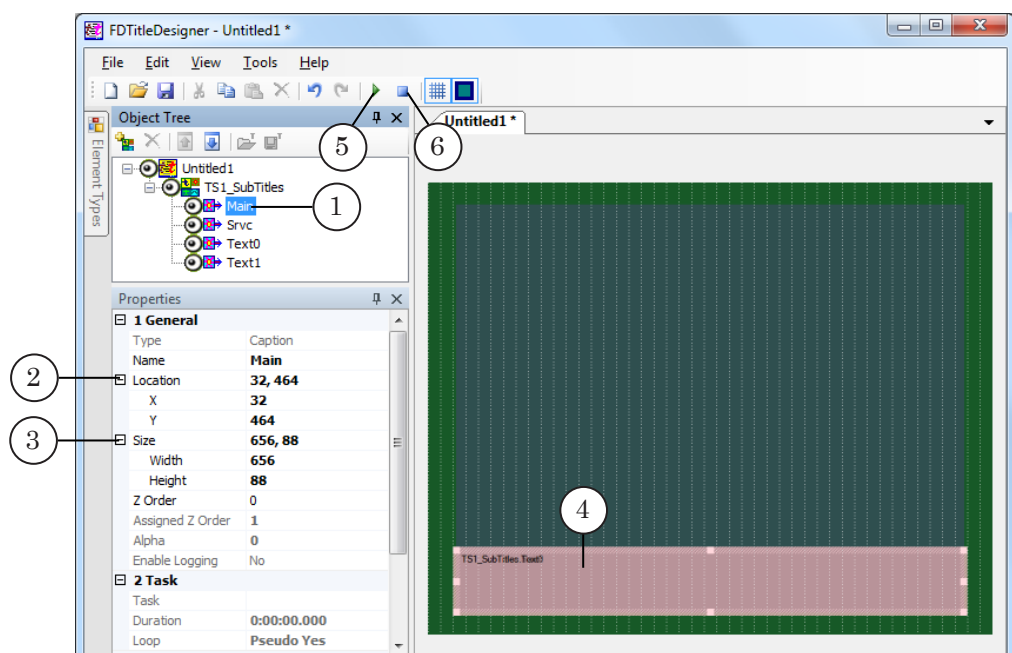 FDTitleDesigner - Untitled1 *
File Edit View Tools Help
Object Tree
Untitled1 *
5
6
Element Types
Untitled1
TS1_SubTitles
Main
1
Srvc
Text0
Text1
Properties
1 General
Type Caption
Name Main
2
Location 32, 464
X 32
Y 464
3
Size 656, 88
Width 656
Height 88
Z Order 0
4
Assigned Z Order 1
Alpha 0
Enable Logging No
TS1_SubTitles.Text0
2 Task
Task
Duration 0:00:00.000
Loop Pseudo Yes